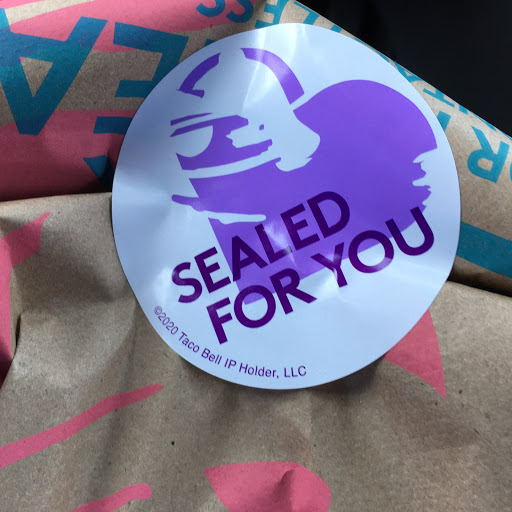 SEALED
FOR YOU
©2020 Taco Bell IP Holder, LLC